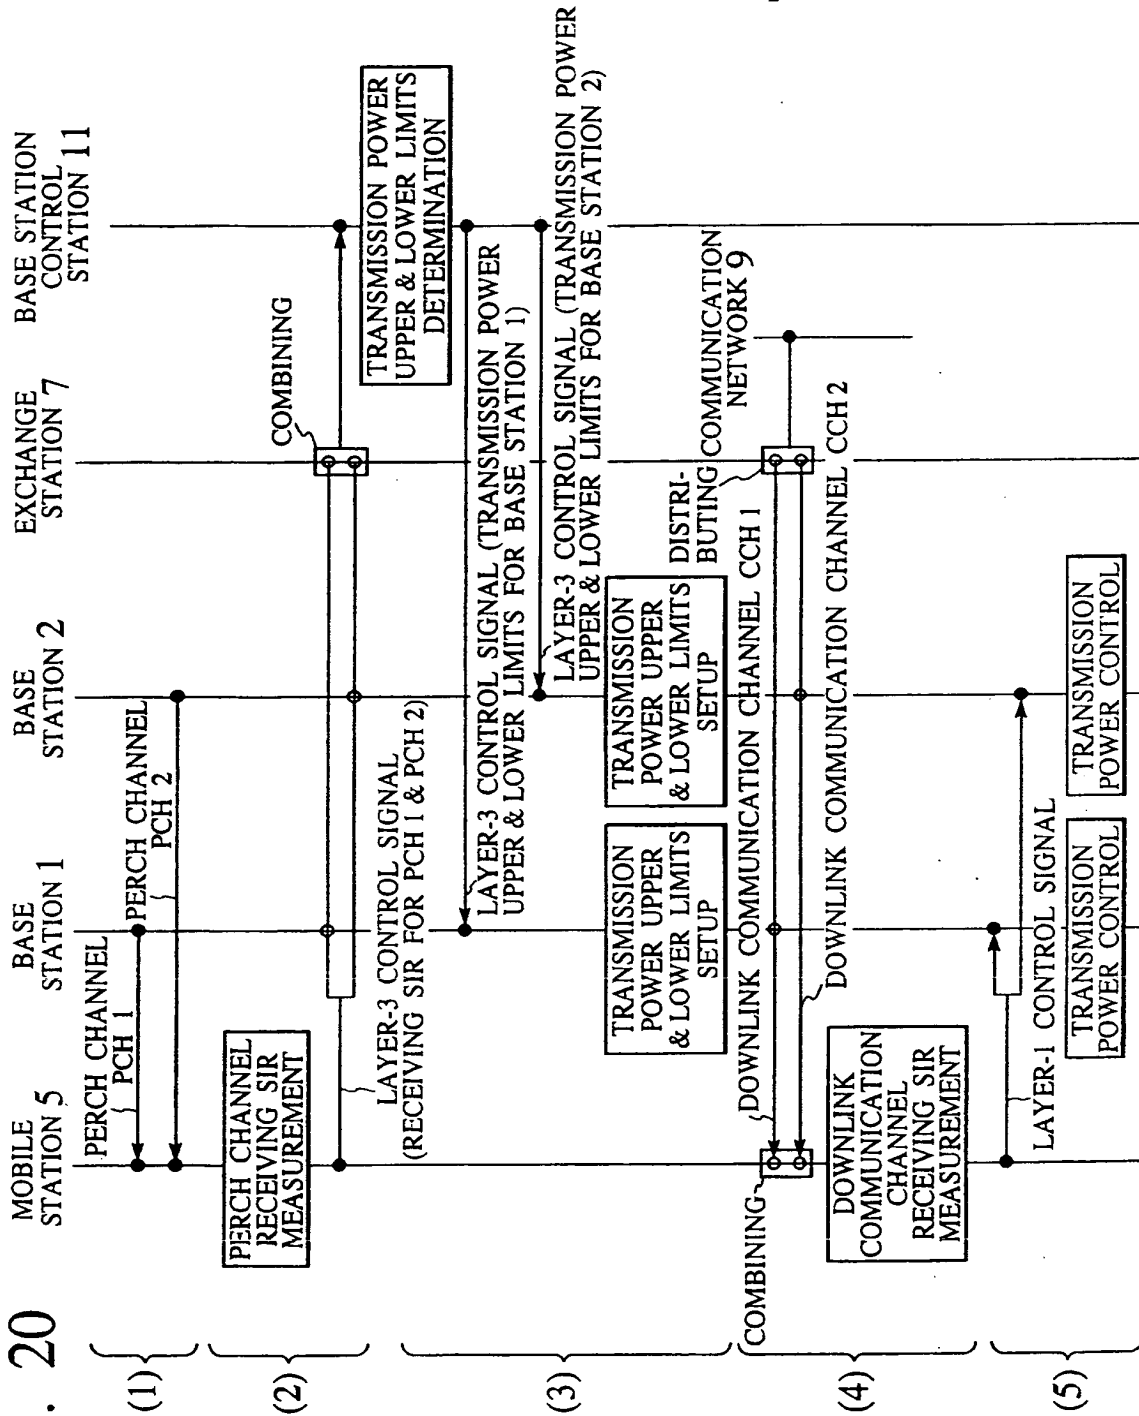 . 20
MOBILE
STATION 5
BASE
STATION 1
BASE
STATION 2
EXCHANGE
STATION 7
BASE STATION
CONTROL
STATION 11
(1)
PERCH CHANNEL
PCH 1
PERCH CHANNEL
PCH 2
(2)
PERCH CHANNEL
RECEIVING SIR
MEASUREMENT
LAYER-3 CONTROL SIGNAL
(RECEIVING SIR FOR PCH 1 & PCH 2)
COMBINING
TRANSMISSION POWER
UPPER & LOWER LIMITS
DETERMINATION
(3)
LAYER-3 CONTROL SIGNAL (TRANSMISSION POWER
UPPER & LOWER LIMITS FOR BASE STATION 1)
LAYER-3 CONTROL SIGNAL (TRANSMISSION POWER
UPPER & LOWER LIMITS FOR BASE STATION 2)
TRANSMISSION
POWER UPPER
& LOWER LIMITS
SETUP
TRANSMISSION
POWER UPPER
& LOWER LIMITS
SETUP
(4)
DISTRI-
BUTING
COMMUNICATION
NETWORK 9
COMBINING
DOWNLINK COMMUNICATION CHANNEL CCH 1
DOWNLINK COMMUNICATION CHANNEL CCH 2
DOWNLINK
COMMUNICATION
CHANNEL
RECEIVING SIR
MEASUREMENT
(5)
LAYER-1 CONTROL SIGNAL
TRANSMISSION
POWER CONTROL
TRANSMISSION
POWER CONTROL